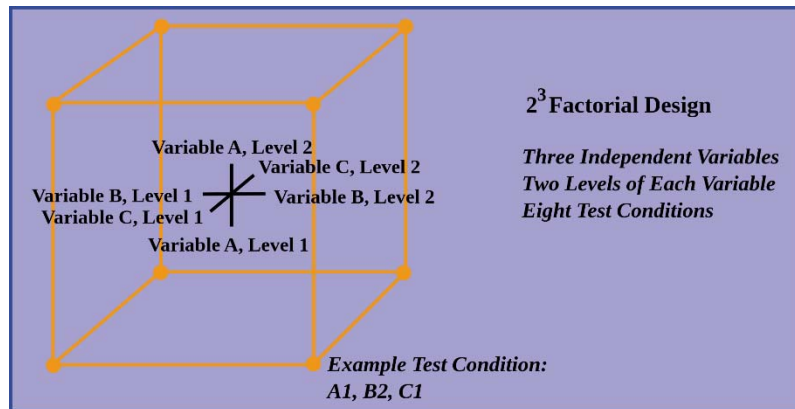 2³ Factorial Design
Three Independent Variables
Two Levels of Each Variable
Eight Test Conditions
Variable A, Level 2
Variable C, Level 2
Variable B, Level 1
Variable B, Level 2
Variable C, Level 1
Variable A, Level 1
Example Test Condition:
A1, B2, C1